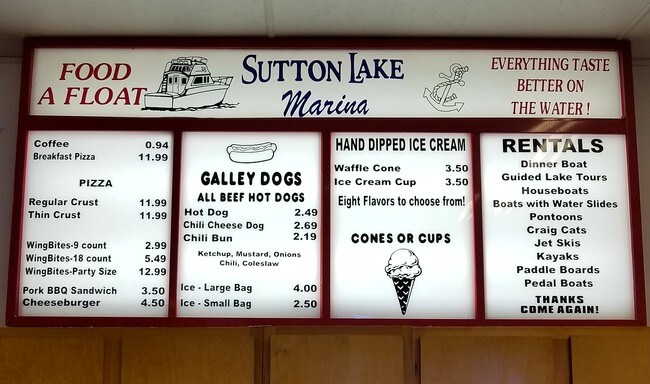 FOOD
A FLOAT
SUTTON LAKE
Marina
EVERYTHING TASTE
BETTER ON
THE WATER !
Coffee 0.94
Breakfast Pizza 11.99
PIZZA
Regular Crust 11.99
Thin Crust 11.99
WingBites-9 count 2.99
WingBites-18 count 5.49
WingBites-Party Size 12.99
Pork BBQ Sandwich 3.50
Cheeseburger 4.50
GALLEY DOGS
ALL BEEF HOT DOGS
Hot Dog 2.49
Chili Cheese Dog 2.69
Chili Bun 2.19
Ketchup, Mustard, Onions
Chili, Coleslaw
Ice - Large Bag 4.00
Ice - Small Bag 2.50
HAND DIPPED ICE CREAM
Waffle Cone 3.50
Ice Cream Cup 3.50
Eight Flavors to choose from!
CONES OR CUPS
RENTALS
Dinner Boat
Guided Lake Tours
Houseboats
Boats with Water Slides
Pontoons
Craig Cats
Jet Skis
Kayaks
Paddle Boards
Pedal Boats
THANKS
COME AGAIN!